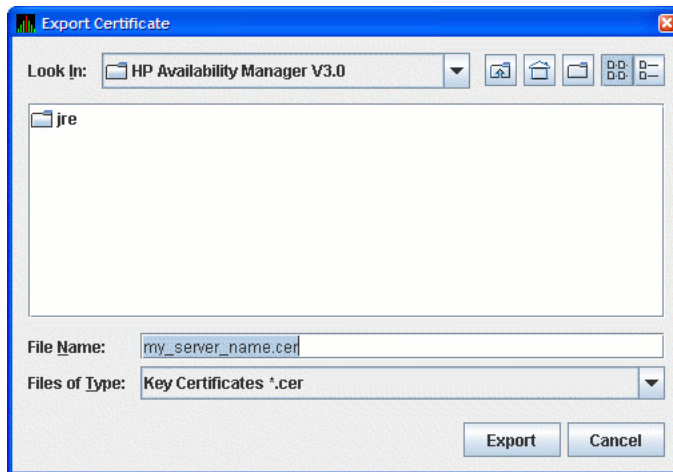 Export Certificate
Look In: HP Availability Manager V3.0
jre
File Name: my_server_name.cer
Files of Type: Key Certificates *.cer
Export Cancel